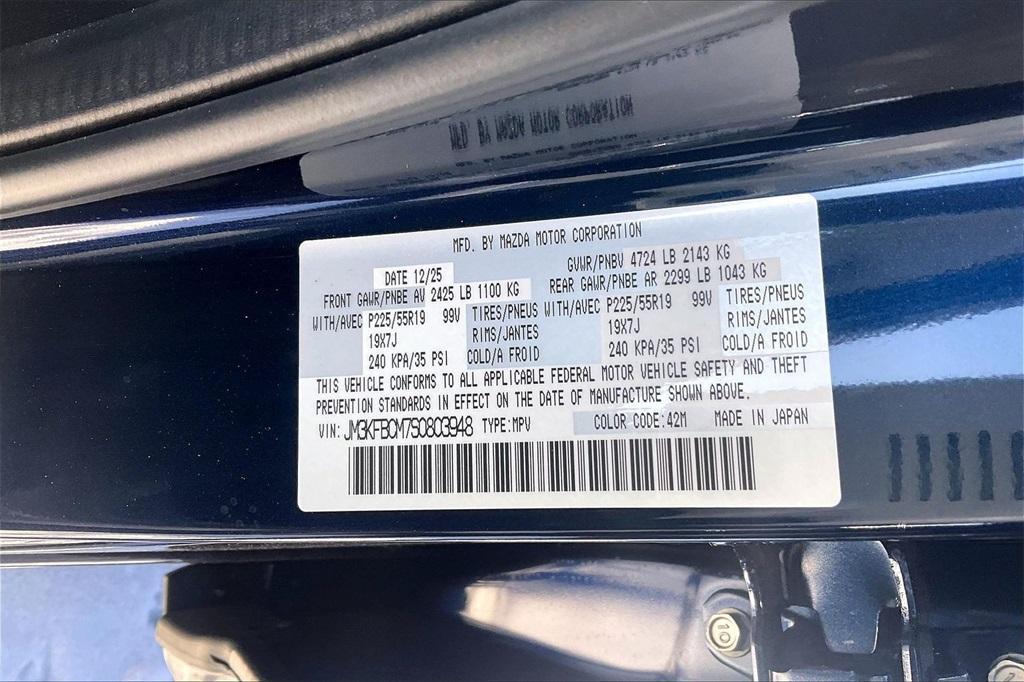 MFD. BY MAZDA MOTOR CORPORATION
DATE 12/25 GVWR/PNBV 4724 LB 2143 KG
FRONT GAWR/PNBE AV 2425 LB 1100 KG REAR GAWR/PNBE AR 2299 LB 1043 KG
WITH/AVEC P225/55R19 99V TIRES/PNEUS WITH/AVEC P225/55R19 99V TIRES/PNEUS
19X7J RIMS/JANTES 19X7J RIMS/JANTES
240 KPA/35 PSI COLD/A FROID 240 KPA/35 PSI COLD/A FROID
THIS VEHICLE CONFORMS TO ALL APPLICABLE FEDERAL MOTOR VEHICLE SAFETY AND THEFT
PREVENTION STANDARDS IN EFFECT ON THE DATE OF MANUFACTURE SHOWN ABOVE.
VIN: JM3KFBCM7S0803948 TYPE:MPV COLOR CODE:42M MADE IN JAPAN
10